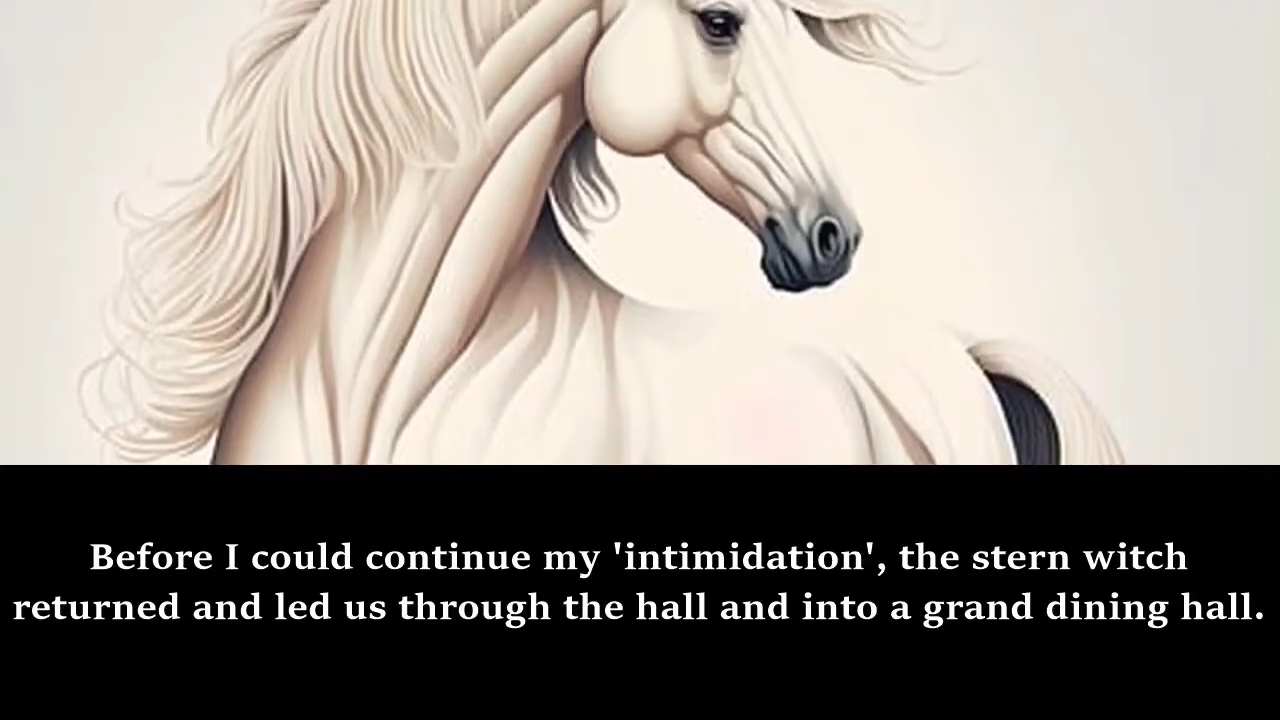 Before I could continue my 'intimidation', the stern witch
returned and led us through the hall and into a grand dining hall.